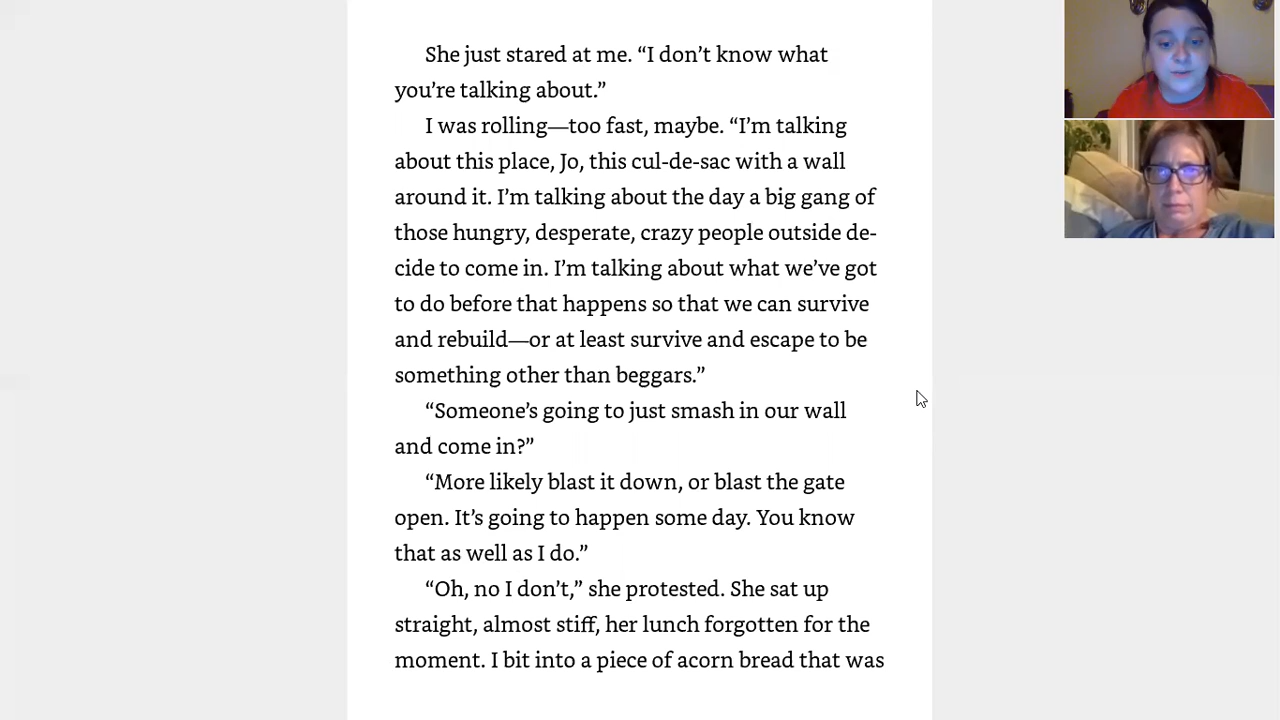 She just stared at me. “I don’t know what
you’re talking about.”
I was rolling—too fast, maybe. “I’m talking
about this place, Jo, this cul-de-sac with a wall
around it. I’m talking about the day a big gang of
those hungry, desperate, crazy people outside de-
cide to come in. I’m talking about what we’ve got
to do before that happens so that we can survive
and rebuild—or at least survive and escape to be
something other than beggars.”
“Someone’s going to just smash in our wall
and come in?”
“More likely blast it down, or blast the gate
open. It’s going to happen some day. You know
that as well as I do.”
“Oh, no I don’t,” she protested. She sat up
straight, almost stiff, her lunch forgotten for the
moment. I bit into a piece of acorn bread that was